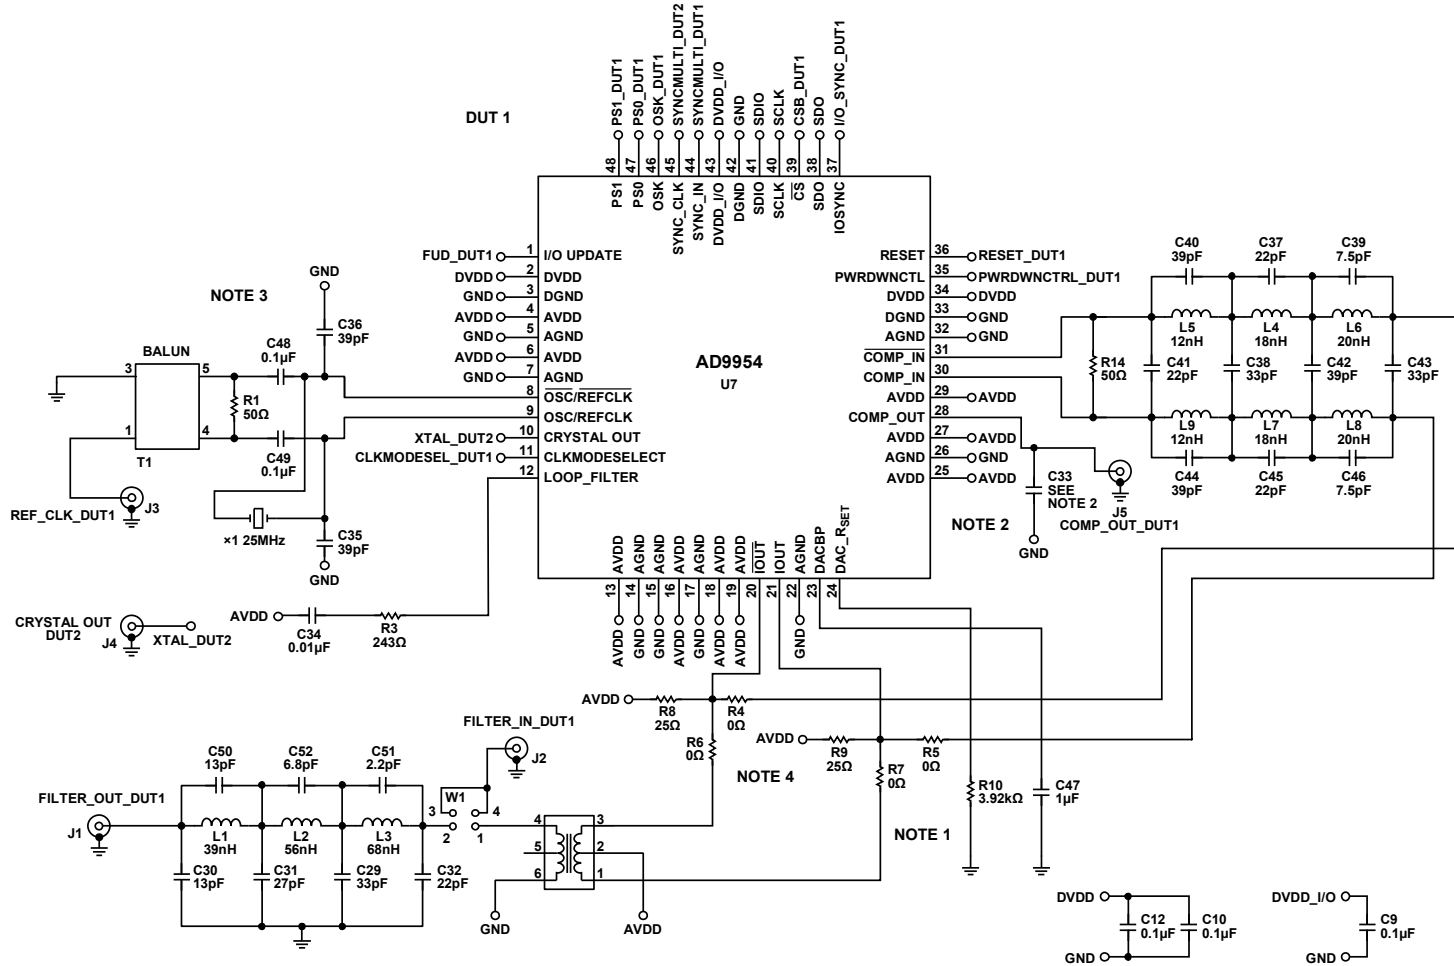 DUT 1
PS1_DUT1
PS0_DUT1
OSK_DUT1
SYNCMULTI_DUT2
SYNCMULTI_DUT1
DVDD_I/O
GND
SDIO
SCLK
CSB_DUT1
SDO
I/O_SYNC_DUT1
48
47
46
45
44
43
42
41
40
39
38
37
PS1
PS0
OSK
SYNC_CLK
SYNC_IN
DVDD_I/O
DGND
SDIO
SCLK
CS
SDO
IOSYNC
FUD_DUT1 1 I/O UPDATE
DVDD 2 DVDD
GND 3 DGND
AVDD 4 AVDD
GND 5 AGND
AVDD 6 AVDD
GND 7 AGND
8 OSC/REFCLK
9 OSC/REFCLK
XTAL_DUT2 10 CRYSTAL OUT
CLKMODESEL_DUT1 11 CLKMODESELECT
12 LOOP_FILTER
AD9954
U7
RESET 36 RESET_DUT1
PWRDWNCTL 35 PWRDWNCTRL_DUT1
DVDD 34 DVDD
DGND 33 GND
AGND 32 GND
COMP_IN 31
COMP_IN 30
AVDD 29 AVDD
COMP_OUT 28
AVDD 27 AVDD
AGND 26 GND
AVDD 25 AVDD
AVDD
AGND
AGND
AVDD
AGND
AVDD
AVDD
IOUT
IOUT
AGND
DACBP
DAC_RSET
13
14
15
16
17
18
19
20
21
22
23
24
AVDD
GND
GND
AVDD
GND
AVDD
AVDD
GND
NOTE 3
GND
C36
39pF
BALUN
3
5
1
4
T1
R1
50Ω
C48
0.1µF
C49
0.1µF
J3
REF_CLK_DUT1
×1 25MHz
C35
39pF
GND
AVDD
C34
0.01µF
R3
243Ω
CRYSTAL OUT
DUT2
J4
XTAL_DUT2
C40
39pF
C37
22pF
C39
7.5pF
L5
12nH
L4
18nH
L6
20nH
R14
50Ω
C41
22pF
C38
33pF
C42
39pF
C43
33pF
L9
12nH
L7
18nH
L8
20nH
C44
39pF
C45
22pF
C46
7.5pF
C33
SEE
NOTE 2
NOTE 2
GND
J5
COMP_OUT_DUT1
AVDD
R8
25Ω
R4
0Ω
R6
0Ω
AVDD
R9
25Ω
R5
0Ω
R7
0Ω
NOTE 4
R10
3.92kΩ
C47
1µF
NOTE 1
FILTER_IN_DUT1
J2
W1
3
4
2
1
C50
13pF
C52
6.8pF
C51
2.2pF
FILTER_OUT_DUT1
J1
L1
39nH
L2
56nH
L3
68nH
C30
13pF
C31
27pF
C29
33pF
C32
22pF
4
5
6
3
2
1
GND
AVDD
DVDD
C12
0.1µF
C10
0.1µF
GND
DVDD_I/O
C9
0.1µF
GND